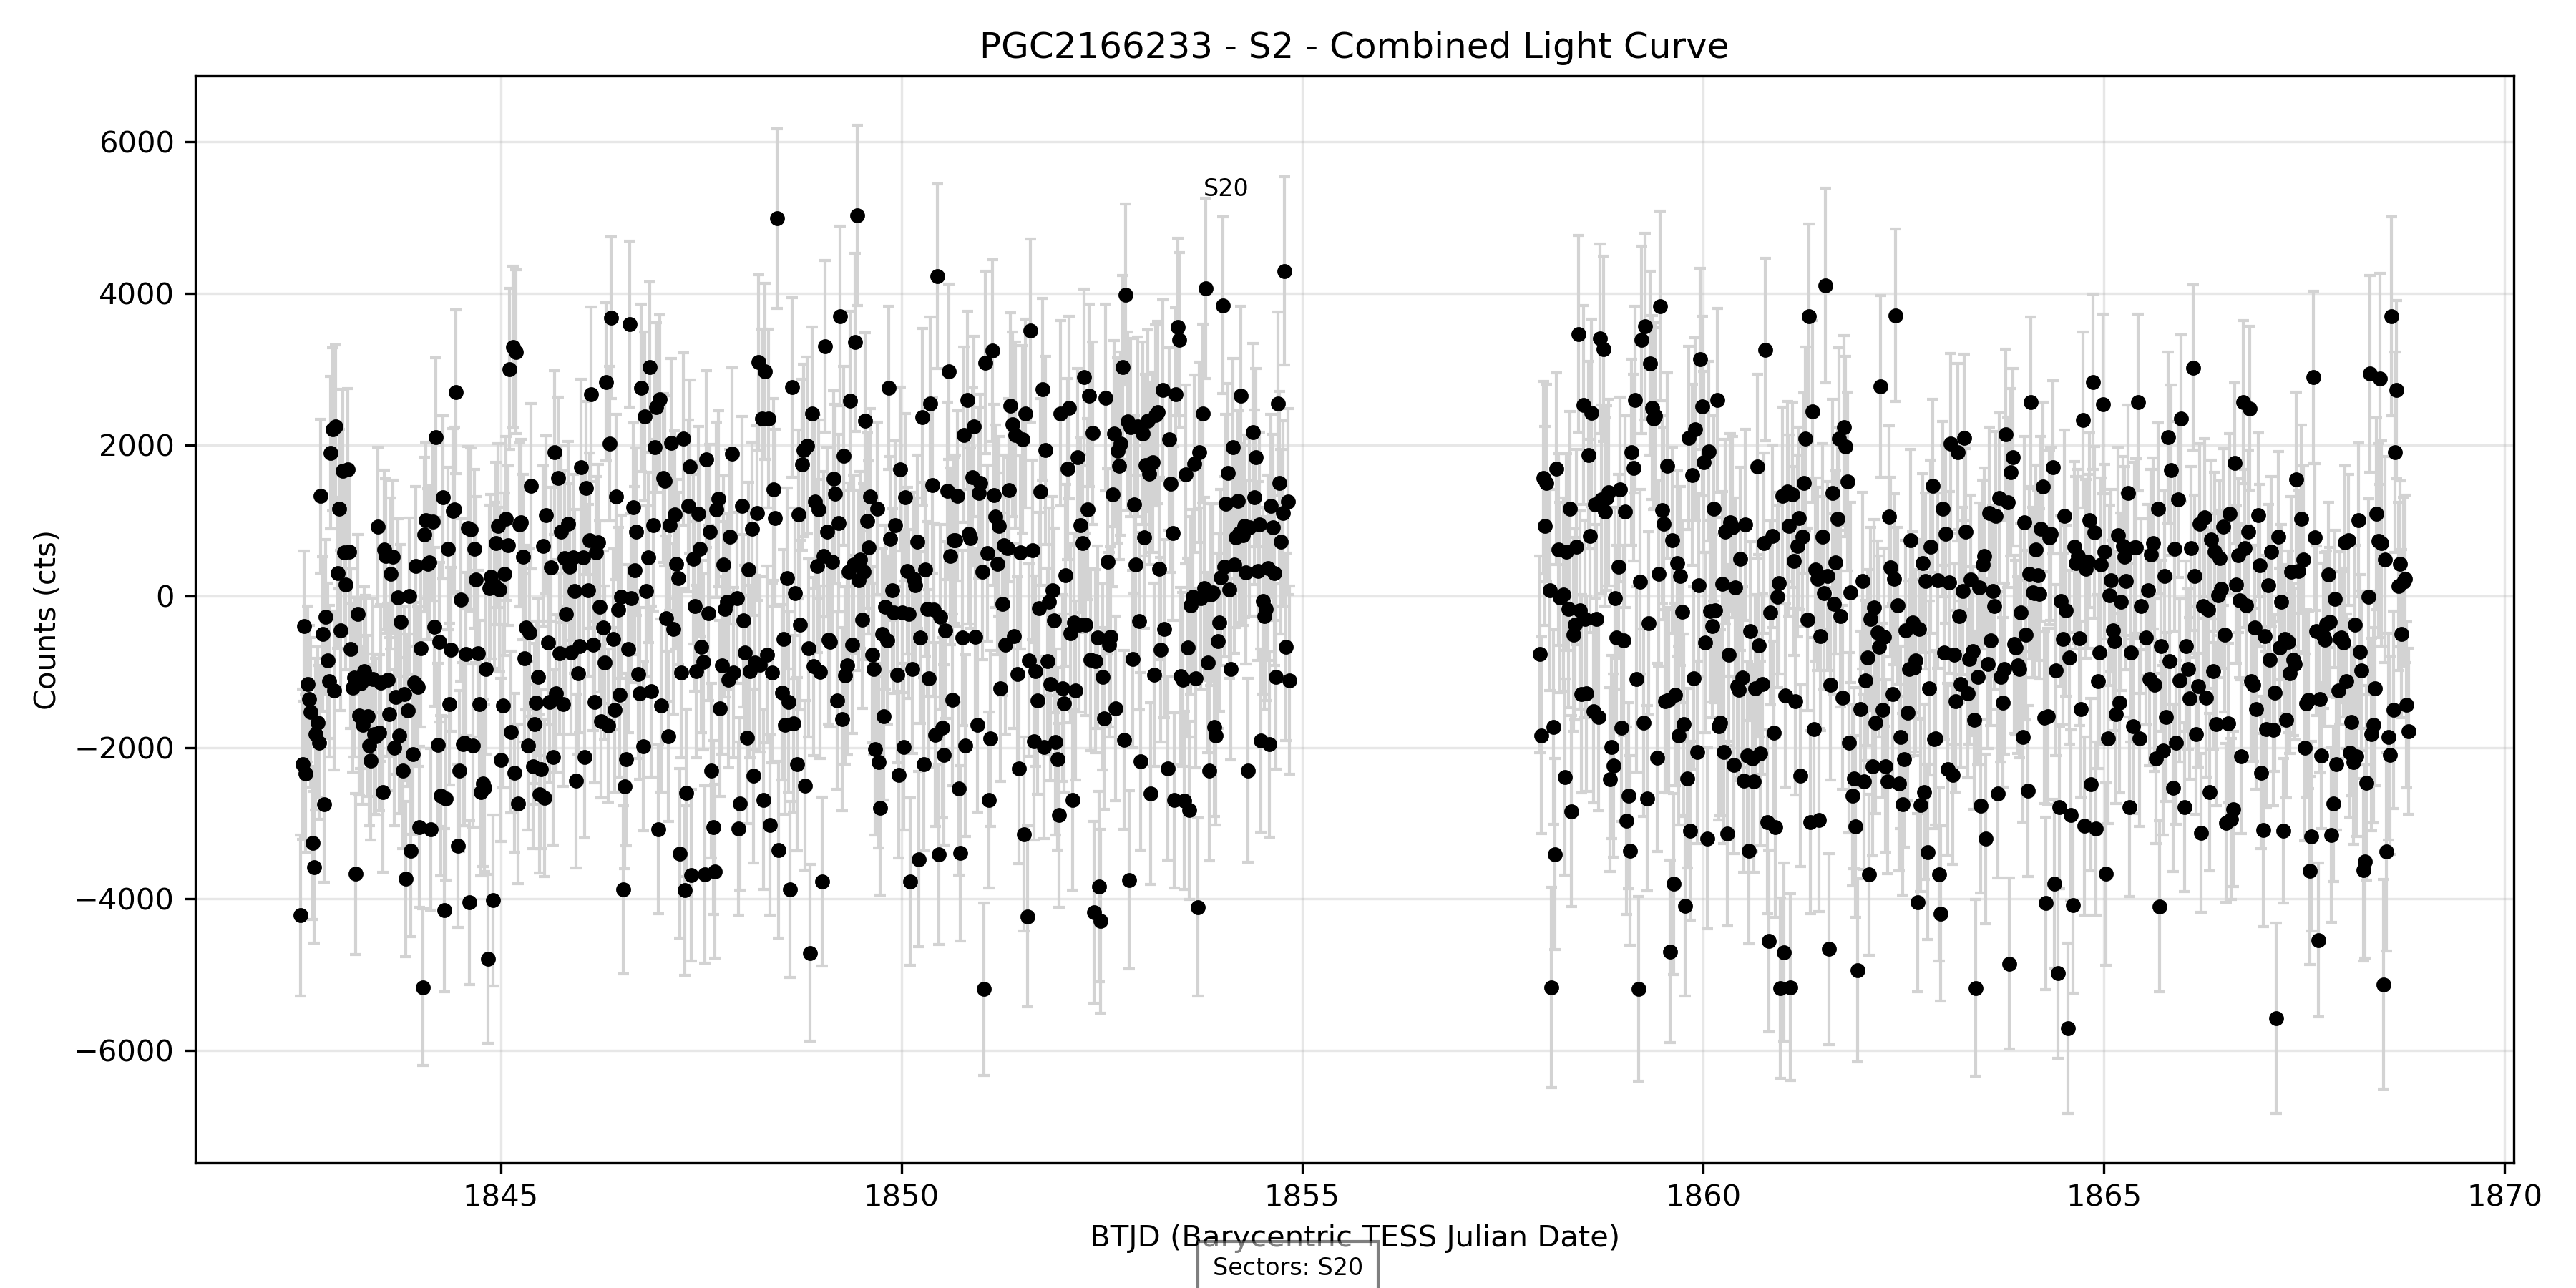 PGC2166233 - S2 - Combined Light Curve
6000
4000
2000
0
−2000
−4000
−6000
Counts (cts)
S20
1845
1850
1855
1860
1865
1870
BTJD (Barycentric TESS Julian Date)
Sectors: S20